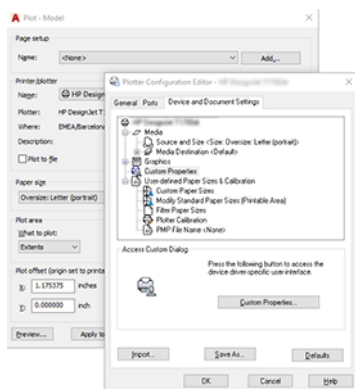 Plot - Model
Page setup
Name:
<None>
Add...
Printer/plotter
Name:
HP Design
Plotter:
HP DesignJet T1
Where:
EMEA/Barcelon
Description:
Plot to file
Paper size
Oversize: Letter (portrait)
Plot area
What to plot:
Extents
Plot offset (origin set to printa
X:
1.175375
inches
Y:
0.000000
inch
Preview...
Apply to
Plotter Configuration Editor -
General
Ports
Device and Document Settings
Media
Source and Size <Size: Oversize: Letter (portrait)>
Media Destination <Default>
Graphics
Custom Properties
User-defined Paper Sizes & Calibration
Custom Paper Sizes
Modify Standard Paper Sizes (Printable Area)
Filter Paper Sizes
Plotter Calibration
PMP File Name <None>
Access Custom Dialog
Press the following button to access the
device driver-specific user-interface.
Custom Properties...
Import...
Save As...
Defaults
OK
Cancel
Help